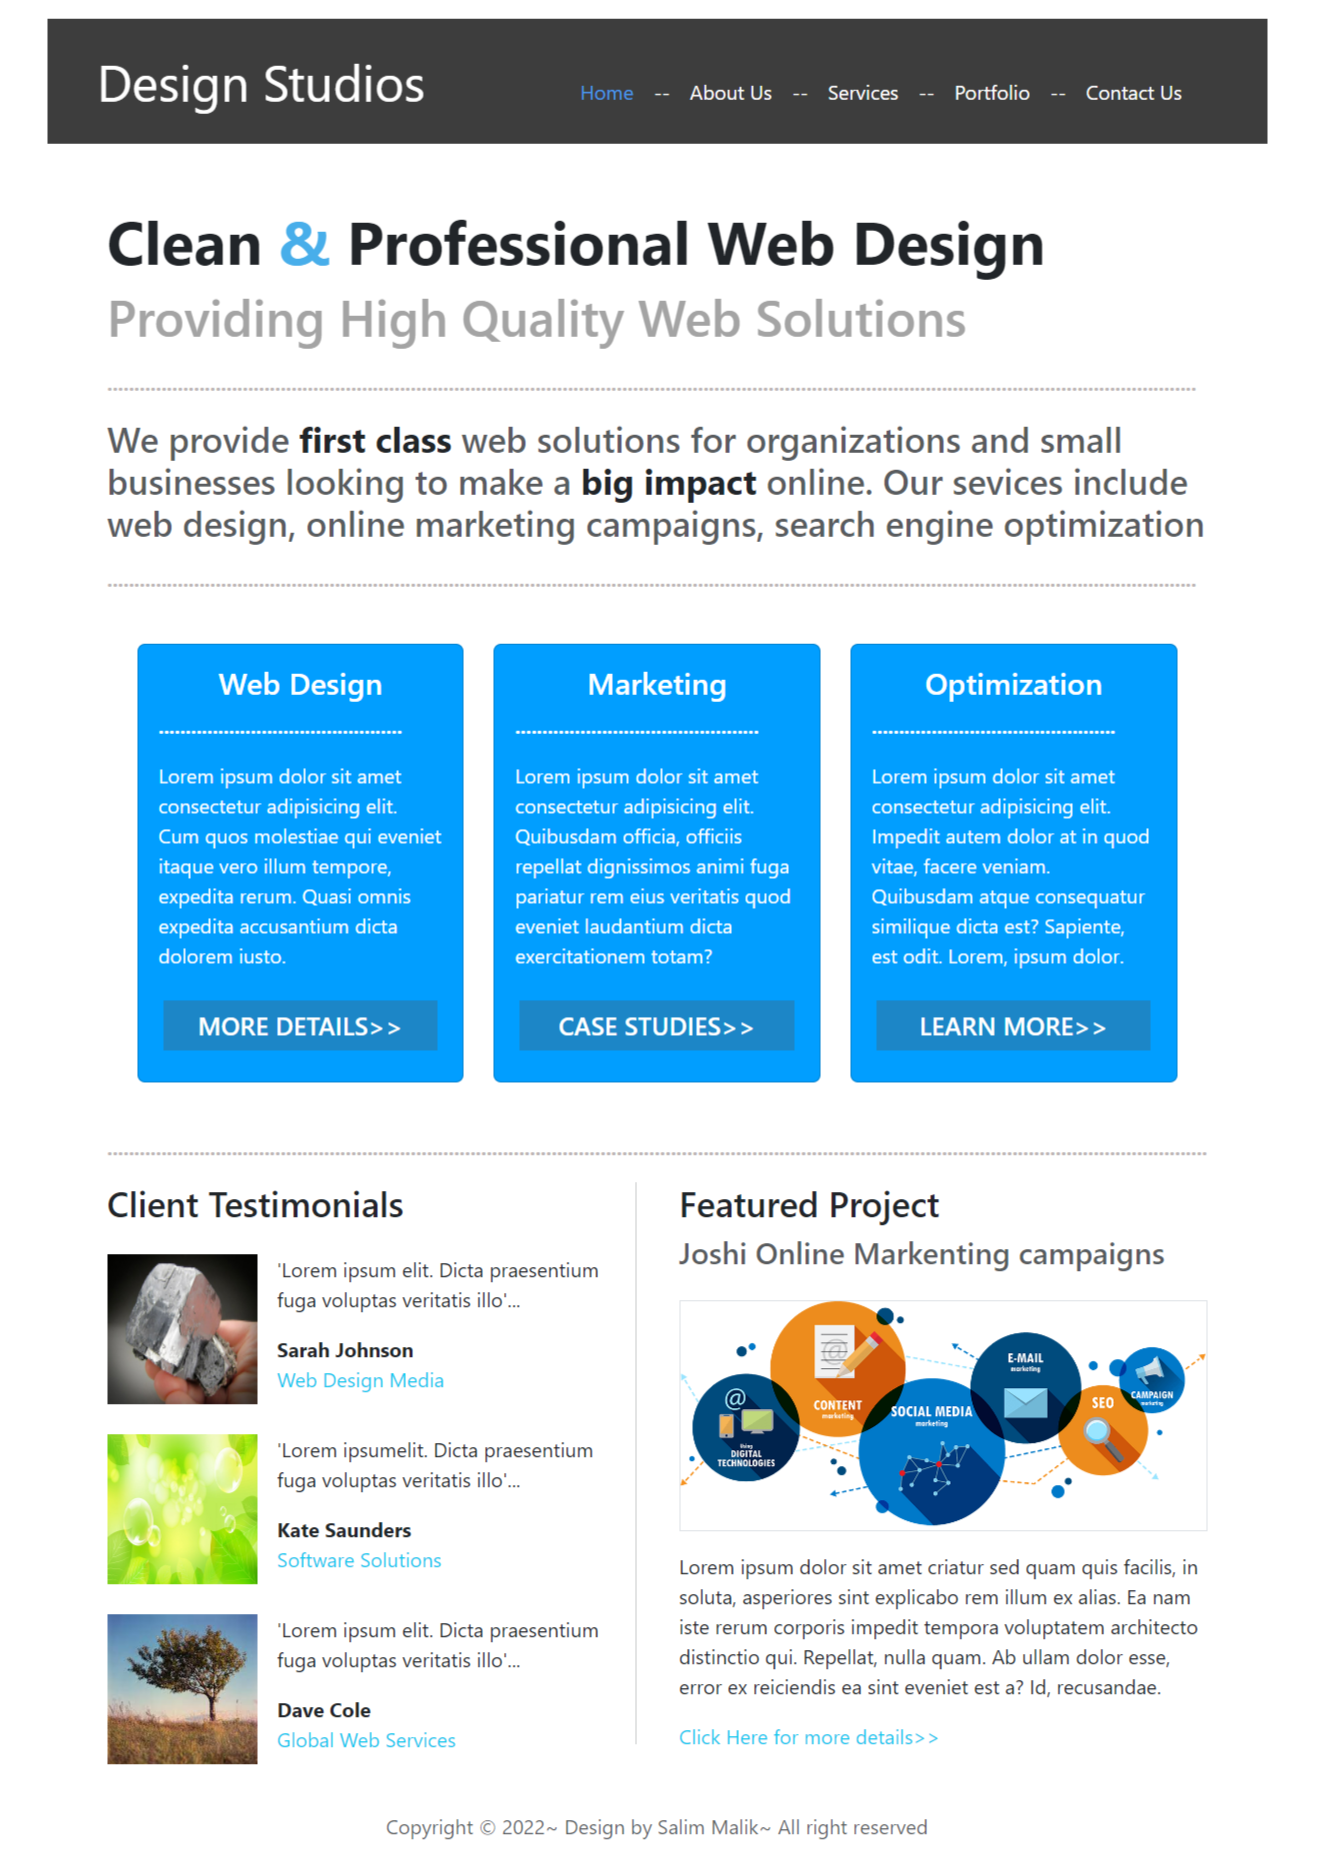 Design Studios
Home -- About Us -- Services -- Portfolio -- Contact Us
Clean & Professional Web Design
Providing High Quality Web Solutions
We provide first class web solutions for organizations and small
businesses looking to make a big impact online. Our sevices include
web design, online marketing campaigns, search engine optimization
Web Design
Lorem ipsum dolor sit amet
consectetur adipisicing elit.
Cum quos molestiae qui eveniet
itaque vero illum tempore,
expedita rerum. Quasi omnis
expedita accusantium dicta
dolorem iusto.
MORE DETAILS>>
Marketing
Lorem ipsum dolor sit amet
consectetur adipisicing elit.
Quibusdam officia, officiis
repellat dignissimos animi fuga
pariatur rem eius veritatis quod
eveniet laudantium dicta
exercitationem totam?
CASE STUDIES>>
Optimization
Lorem ipsum dolor sit amet
consectetur adipisicing elit.
Impedit autem dolor at in quod
vitae, facere veniam.
Quibusdam atque consequatur
similique dicta est? Sapiente,
est odit. Lorem, ipsum dolor.
LEARN MORE>>
Client Testimonials
'Lorem ipsum elit. Dicta praesentium
fuga voluptas veritatis illo'...
Sarah Johnson
Web Design Media
'Lorem ipsumelit. Dicta praesentium
fuga voluptas veritatis illo'...
Kate Saunders
Software Solutions
'Lorem ipsum elit. Dicta praesentium
fuga voluptas veritatis illo'...
Dave Cole
Global Web Services
Featured Project
Joshi Online Markenting campaigns
@
Using
DIGITAL
TECHNOLOGIES
@
CONTENT
marketing
SOCIAL MEDIA
marketing
E-MAIL
marketing
SEO
CAMPAIGN
marketing
Lorem ipsum dolor sit amet criatur sed quam quis facilis, in
soluta, asperiores sint explicabo rem illum ex alias. Ea nam
iste rerum corporis impedit tempora voluptatem architecto
distinctio qui. Repellat, nulla quam. Ab ullam dolor esse,
error ex reiciendis ea sint eveniet est a? Id, recusandae.
Click Here for more details>>
Copyright © 2022~ Design by Salim Malik~ All right reserved